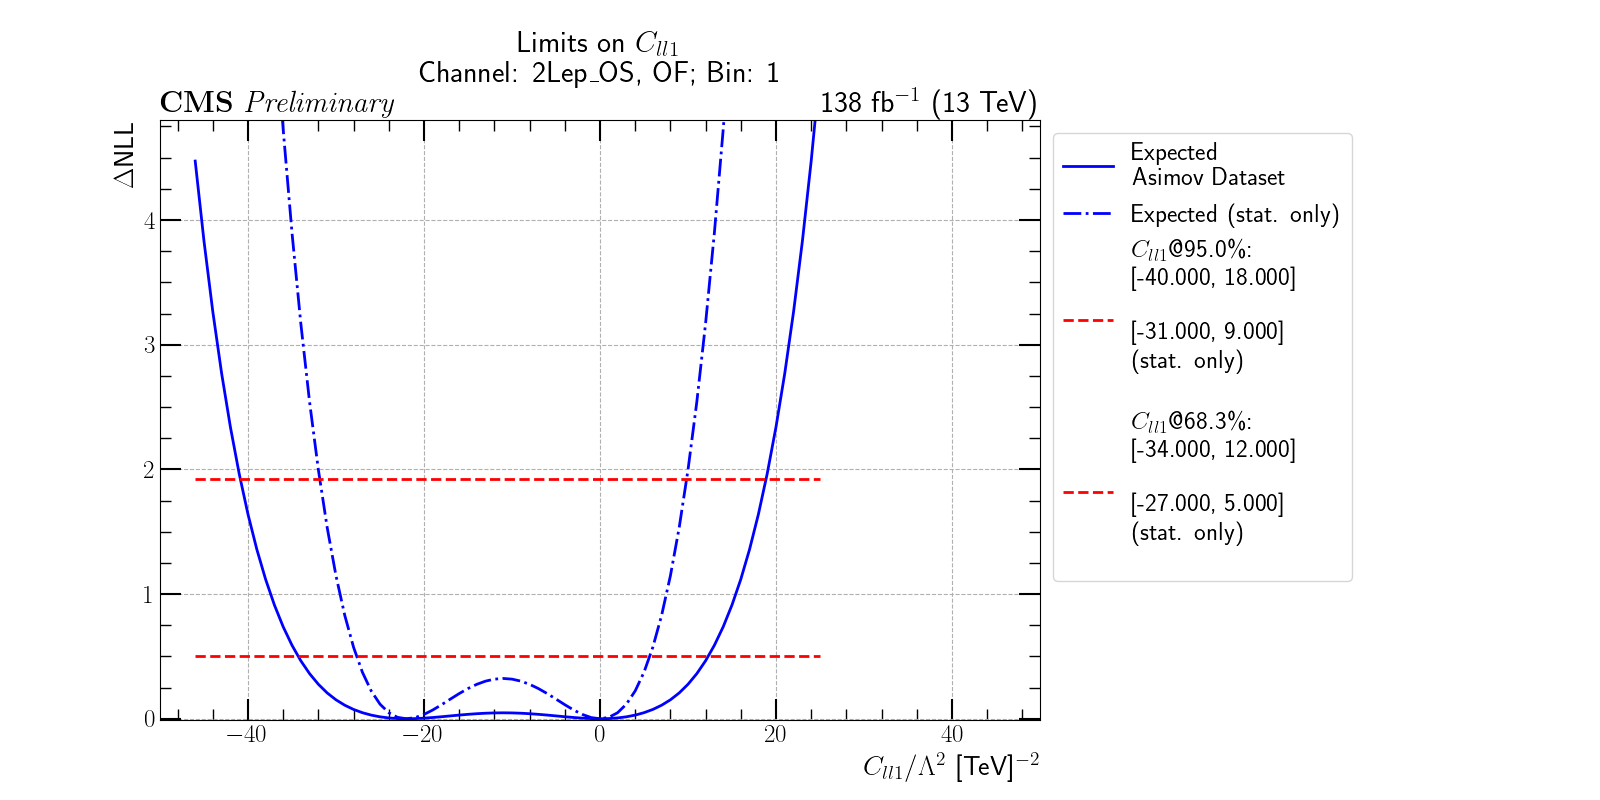 Limits on C_{ll1}
Channel: 2Lep_OS, OF; Bin: 1
CMS Preliminary
138 fb⁻¹ (13 TeV)
ΔNLL
4
3
2
1
0
−40
−20
0
20
40
C_{ll1}/Λ² [TeV]⁻²
Expected
Asimov Dataset
Expected (stat. only)
C_{ll1}@95.0%:
[-40.000, 18.000]
[-31.000, 9.000]
(stat. only)
C_{ll1}@68.3%:
[-34.000, 12.000]
[-27.000, 5.000]
(stat. only)